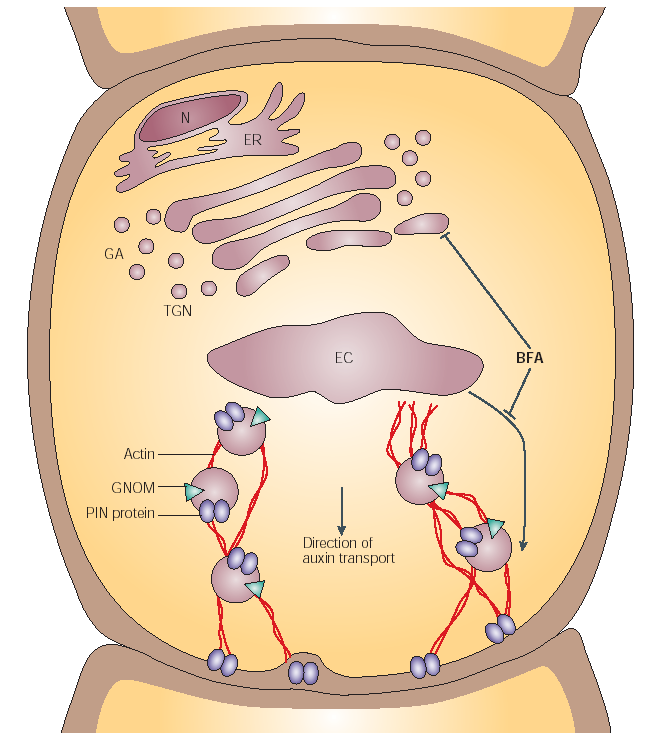 N
ER
GA
TGN
EC
BFA
Actin
GNOM
PIN protein
Direction of
auxin transport